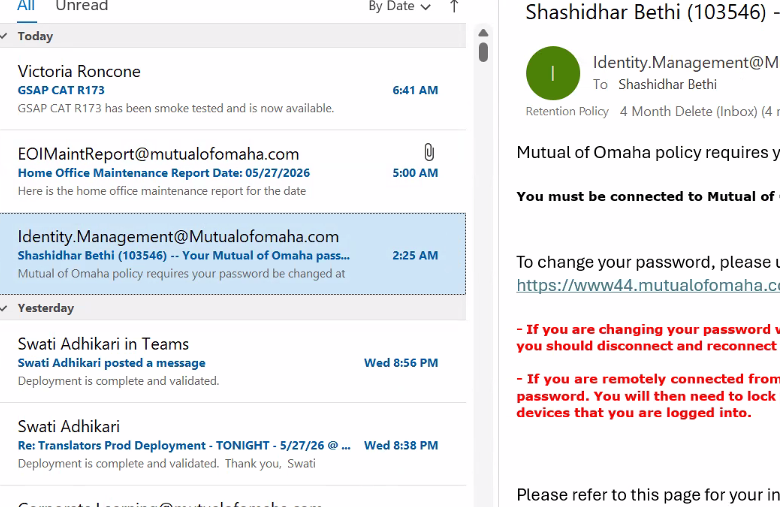 All Unread By Date
Today
Victoria Roncone
GSAP CAT R173 6:41 AM
GSAP CAT R173 has been smoke tested and is now available.
EOIMaintReport@mutualofomaha.com
Home Office Maintenance Report Date: 05/27/2026 5:00 AM
Here is the home office maintenance report for the date
Identity.Management@Mutualofomaha.com
Shashidhar Bethi (103546) -- Your Mutual of Omaha pass... 2:25 AM
Mutual of Omaha policy requires your password be changed at
Yesterday
Swati Adhikari in Teams
Swati Adhikari posted a message Wed 8:56 PM
Deployment is complete and validated.
Swati Adhikari
Re: Translators Prod Deployment - TONIGHT - 5/27/26 @ ... Wed 8:38 PM
Deployment is complete and validated. Thank you, Swati
Corporate.Learning@mutualofomaha.com
Shashidhar Bethi (103546) -
I
Identity.Management@M
To Shashidhar Bethi
Retention Policy 4 Month Delete (Inbox) (4
Mutual of Omaha policy requires y
You must be connected to Mutual of
To change your password, please u
https://www44.mutualofomaha.co
- If you are changing your password
you should disconnect and reconnect
- If you are remotely connected from
password. You will then need to lock
devices that you are logged into.
Please refer to this page for your in